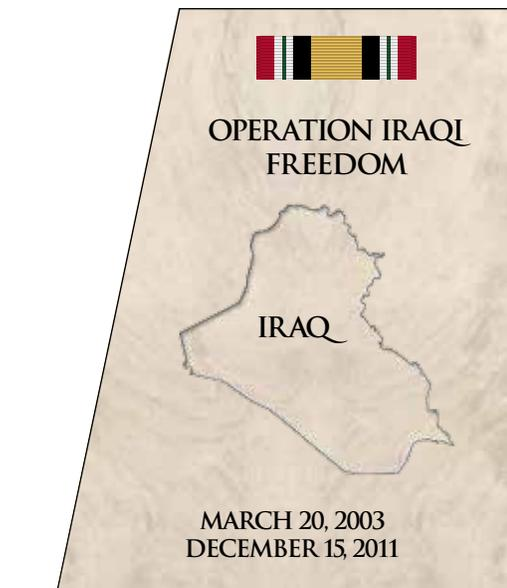 OPERATION IRAQI
FREEDOM
IRAQ
MARCH 20, 2003
DECEMBER 15, 2011